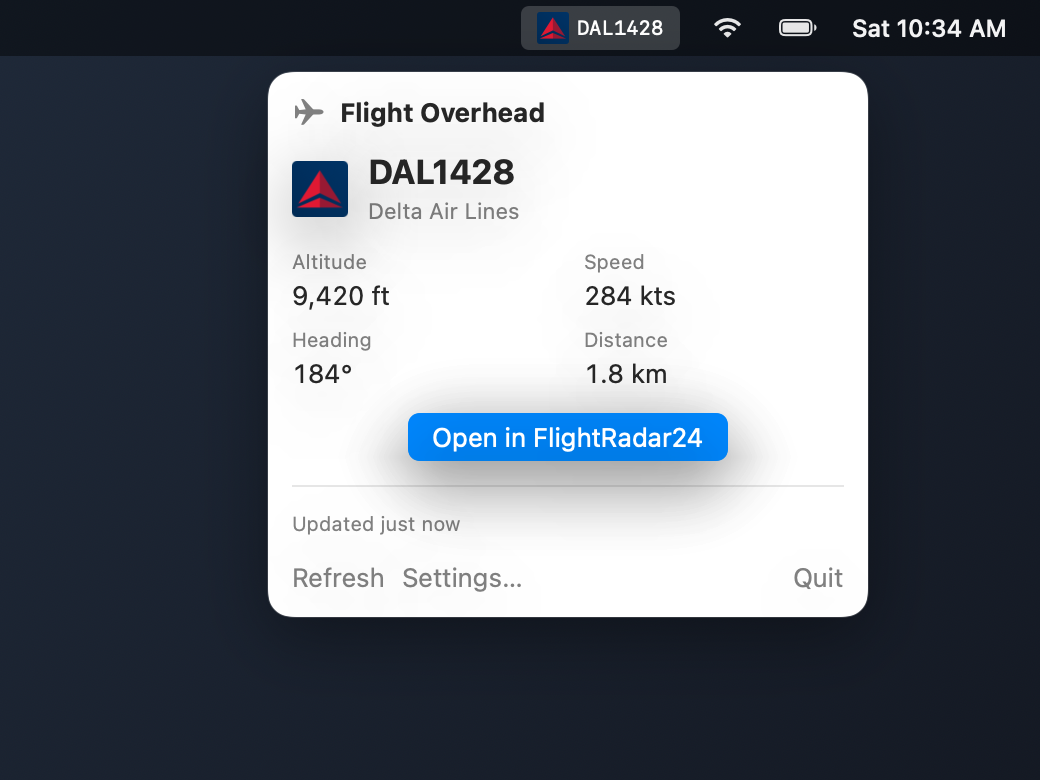 DAL1428
Sat 10:34 AM
Flight Overhead
DAL1428
Delta Air Lines
Altitude
9,420 ft
Speed
284 kts
Heading
184°
Distance
1.8 km
Open in FlightRadar24
Updated just now
Refresh Settings... Quit